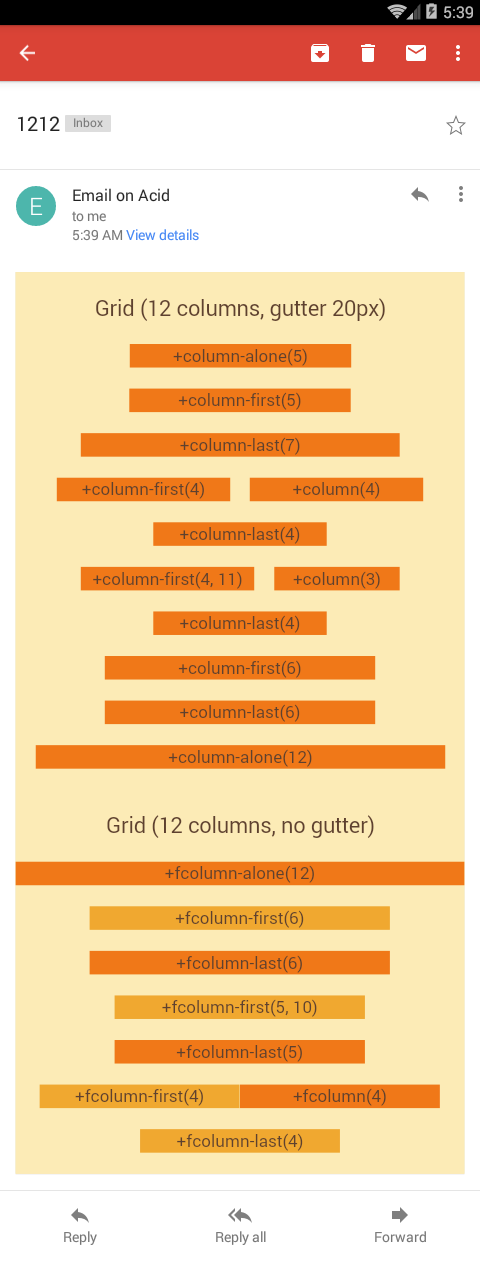 5:39
1212 Inbox
E
Email on Acid
to me
5:39 AM View details
Grid (12 columns, gutter 20px)
+column-alone(5)
+column-first(5)
+column-last(7)
+column-first(4) +column(4)
+column-last(4)
+column-first(4, 11) +column(3)
+column-last(4)
+column-first(6)
+column-last(6)
+column-alone(12)
Grid (12 columns, no gutter)
+fcolumn-alone(12)
+fcolumn-first(6)
+fcolumn-last(6)
+fcolumn-first(5, 10)
+fcolumn-last(5)
+fcolumn-first(4) +fcolumn(4)
+fcolumn-last(4)
Reply Reply all Forward